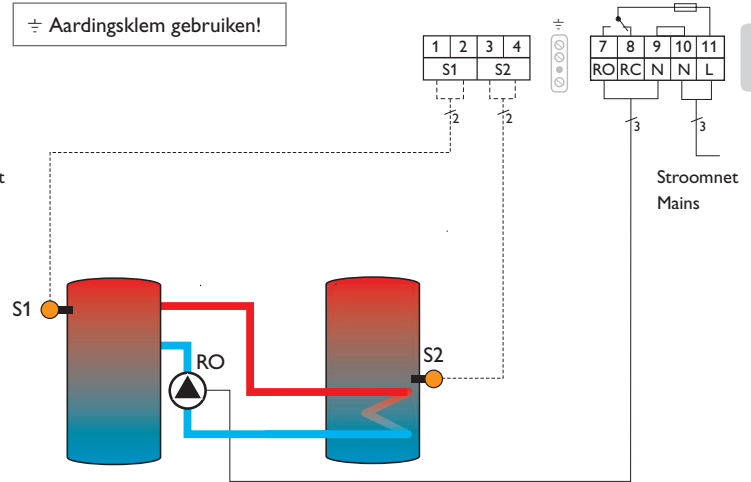 ⏚ Aardingsklem gebruiken!
1 2 3 4
S1 S2
2 2
⏚
7 8 9 10 11
RO RC N N L
3 3
t
Stroomnet
Mains
S1
RO
S2